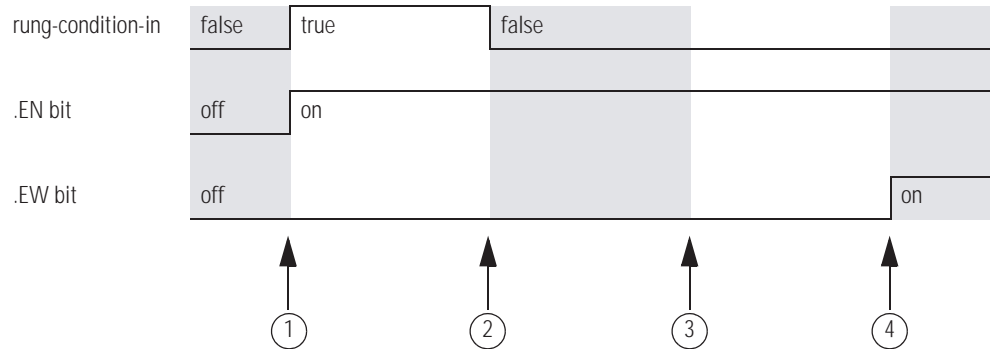 rung-condition-in false true false
.EN bit off on
.EW bit off on
1 2 3 4